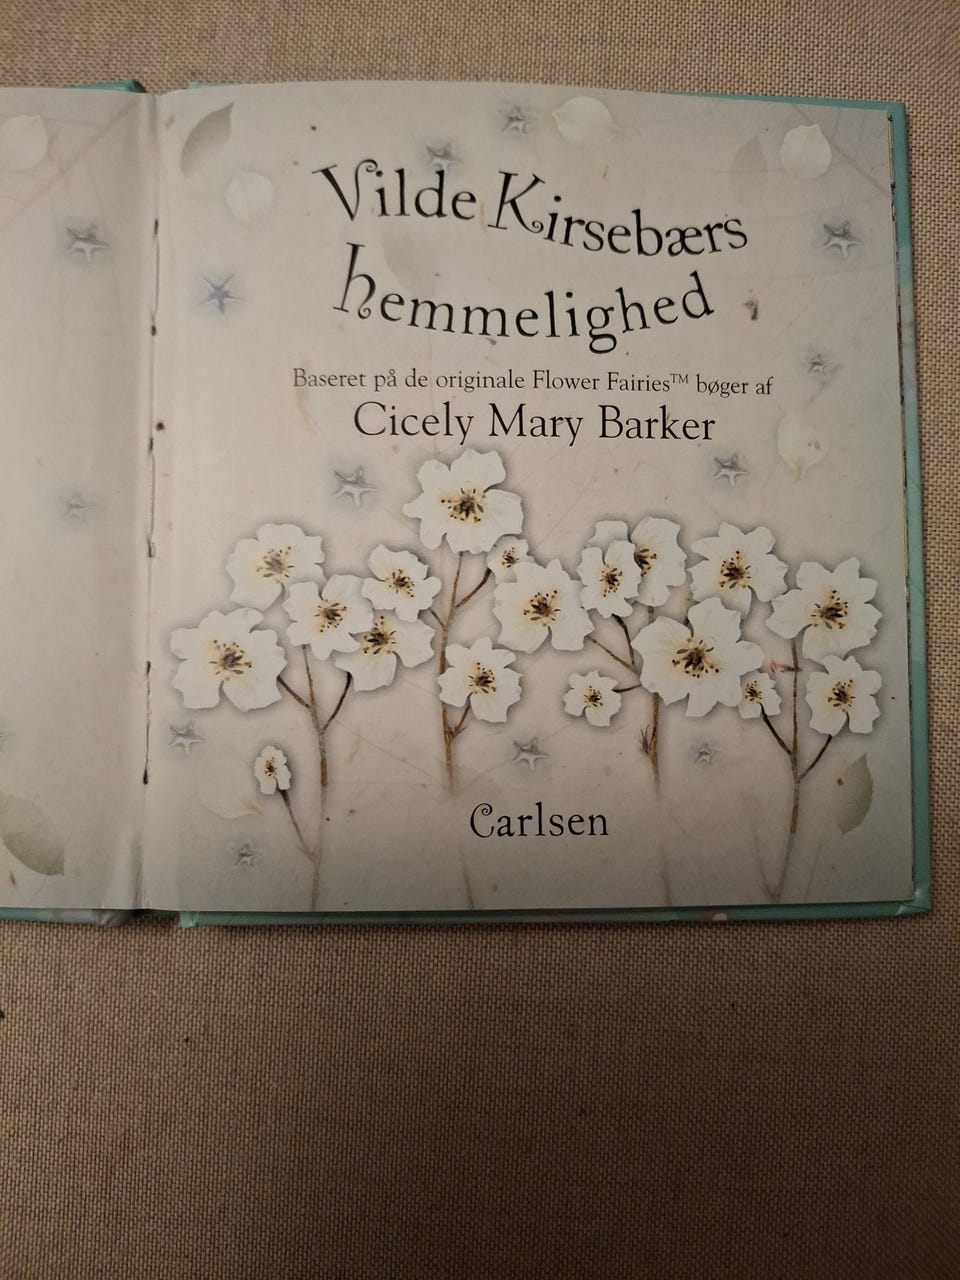 Vilde Kirsebærs
hemmelighed
Baseret på de originale Flower Fairies™ bøger af
Cicely Mary Barker
Carlsen